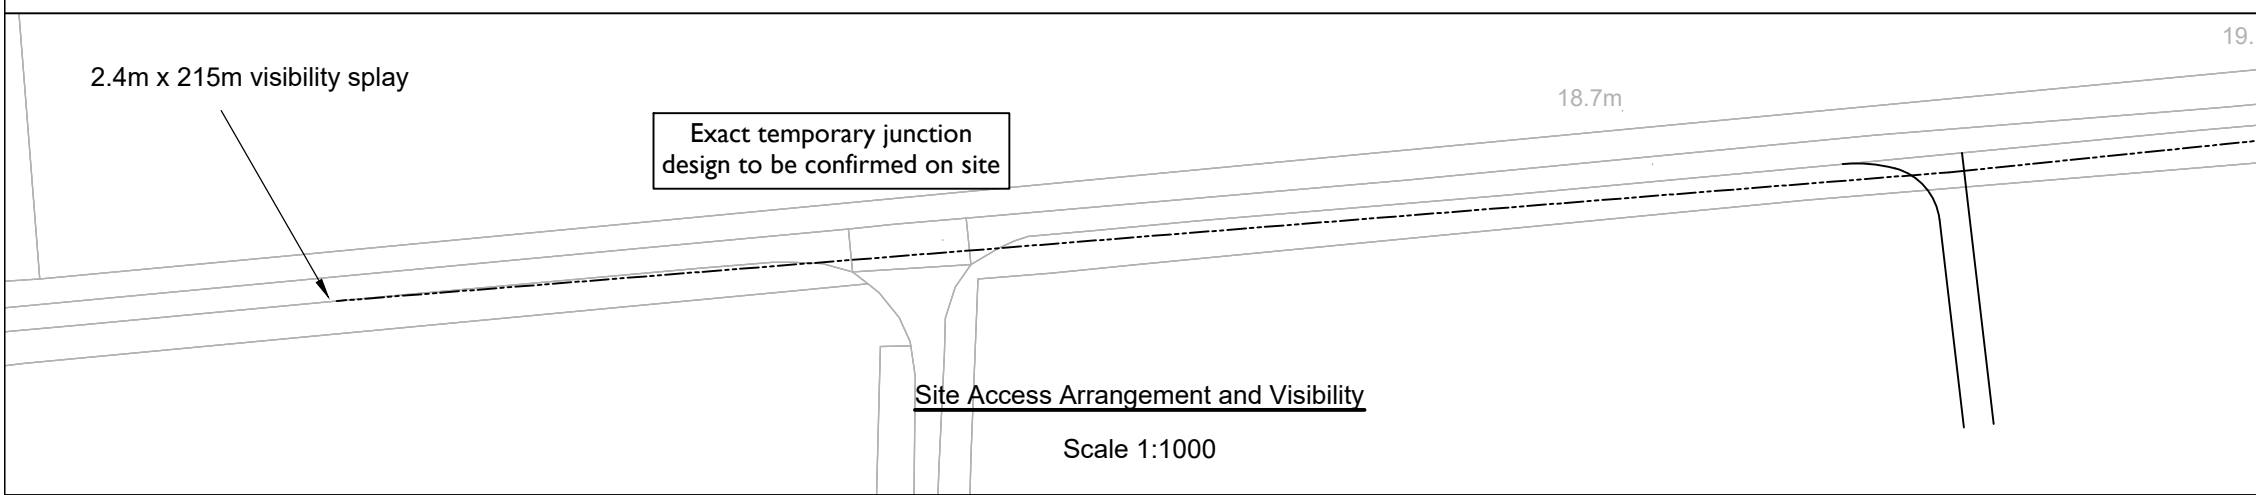 19.
2.4m x 215m visibility splay
18.7m
Exact temporary junction
design to be confirmed on site
Site Access Arrangement and Visibility
Scale 1:1000